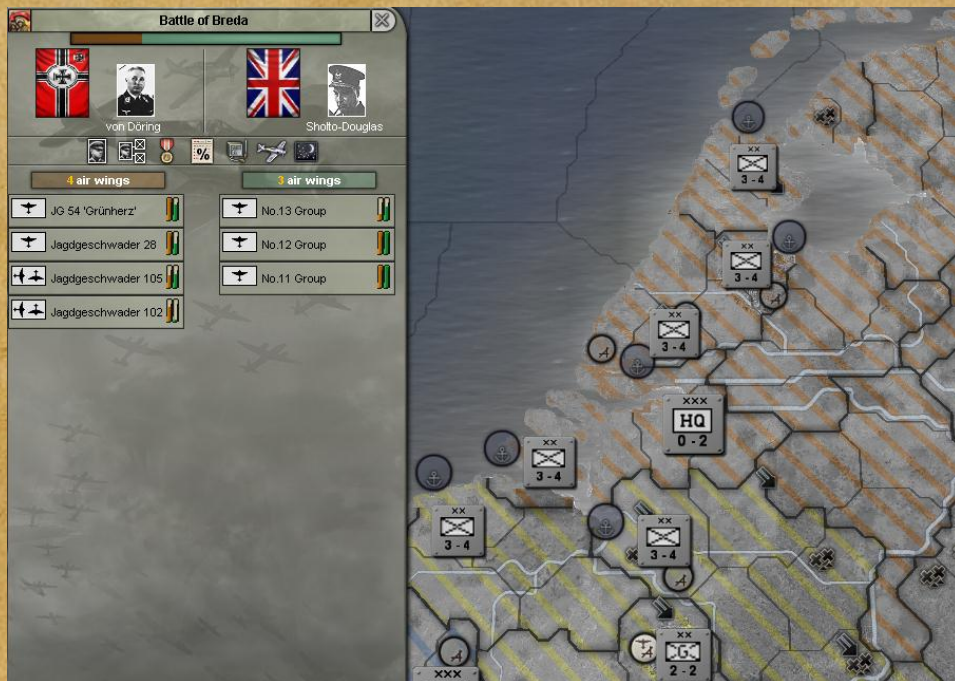 Battle of Breda
von Döring
Sholto-Douglas
%
4 air wings
3 air wings
JG 54 'Grünherz'
No.13 Group
Jagdgeschwader 28
No.12 Group
Jagdgeschwader 105
No.11 Group
Jagdgeschwader 102
XX
3 - 4
XX
3 - 4
XX
3 - 4
XXX
HQ
0 - 2
XX
3 - 4
XX
3 - 4
XX
3 - 4
XX
G
2 - 2
XXX